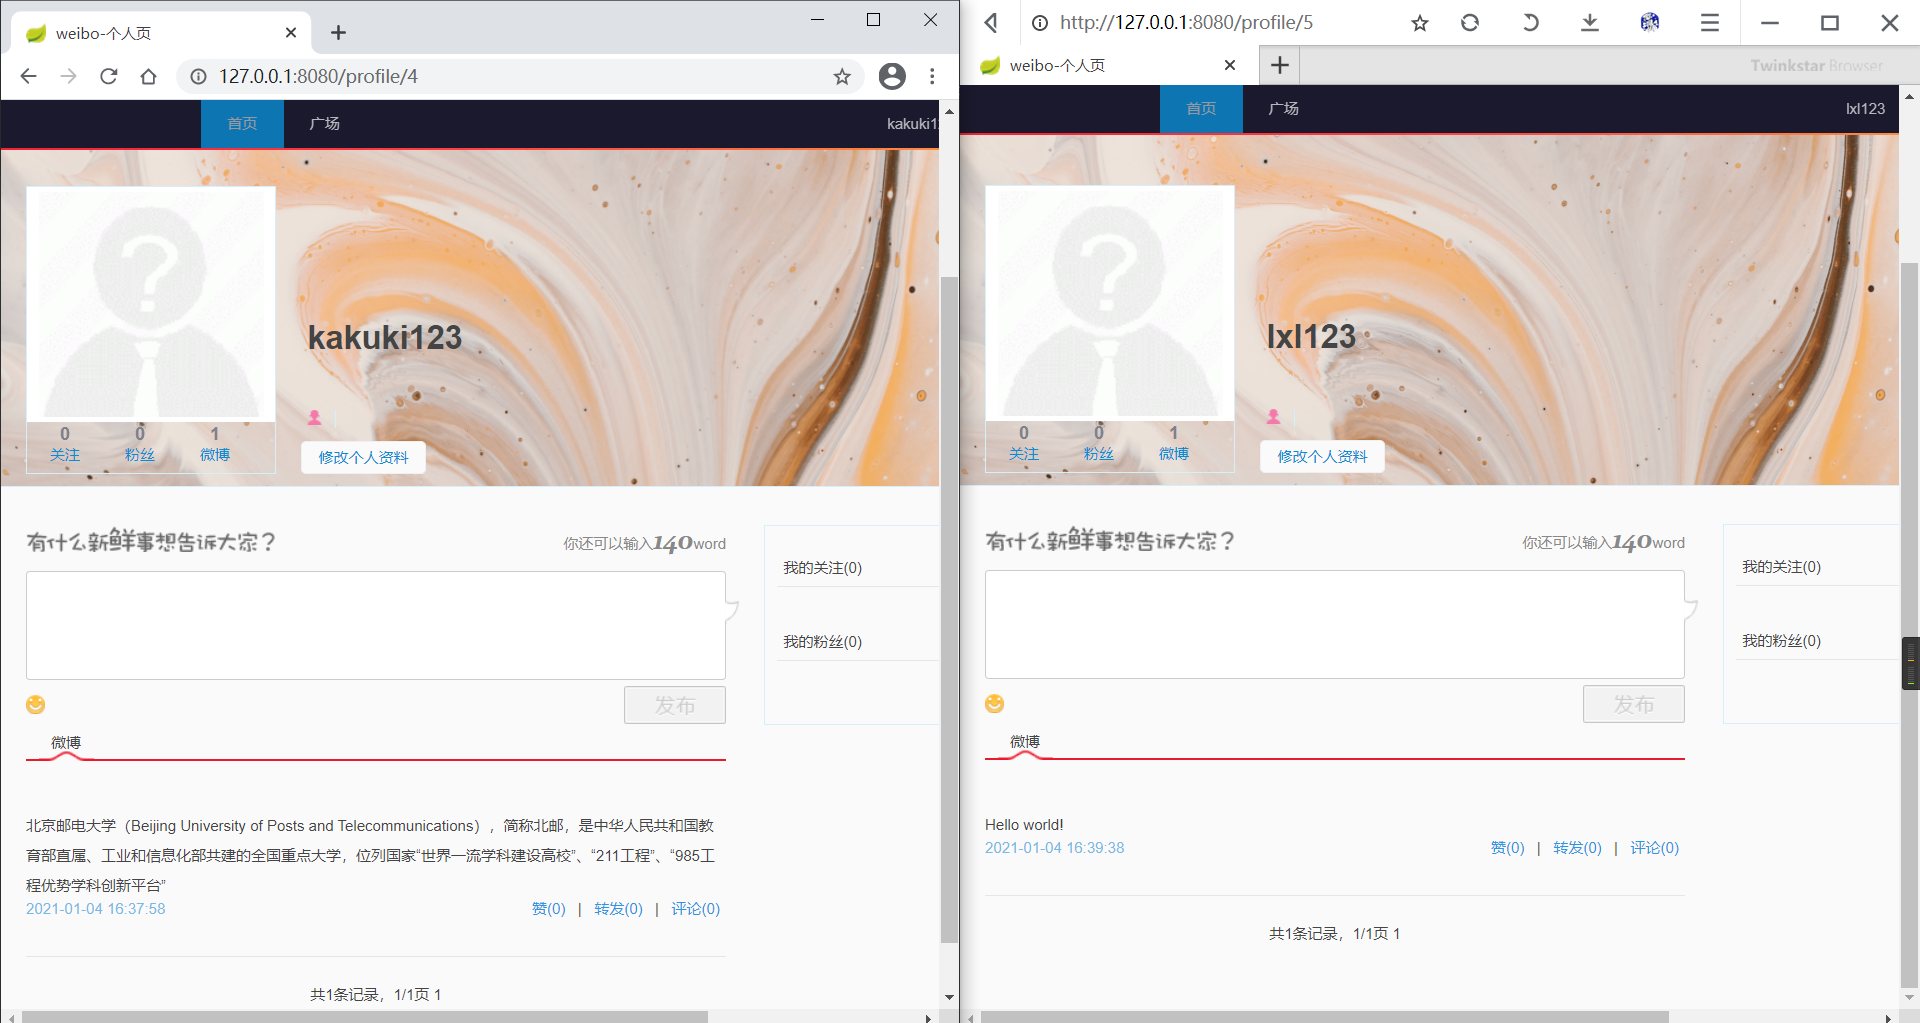 weibo-个人页
127.0.0.1:8080/profile/4
首页
广场
kakuki12
kakuki123
0
0
1
关注
粉丝
微博
修改个人资料
有什么新鲜事想告诉大家？
你还可以输入140word
我的关注(0)
我的粉丝(0)
发布
微博
北京邮电大学（Beijing University of Posts and Telecommunications），简称北邮，是中华人民共和国教
育部直属、工业和信息化部共建的全国重点大学，位列国家“世界一流学科建设高校”、“211工程”、“985工
程优势学科创新平台”
2021-01-04 16:37:58
赞(0) | 转发(0) | 评论(0)
共1条记录，1/1页 1
http://127.0.0.1:8080/profile/5
weibo-个人页
Twinkstar Browser
首页
广场
lxl123
lxl123
0
0
1
关注
粉丝
微博
修改个人资料
有什么新鲜事想告诉大家？
你还可以输入140word
我的关注(0)
我的粉丝(0)
发布
微博
Hello world!
2021-01-04 16:39:38
赞(0) | 转发(0) | 评论(0)
共1条记录，1/1页 1